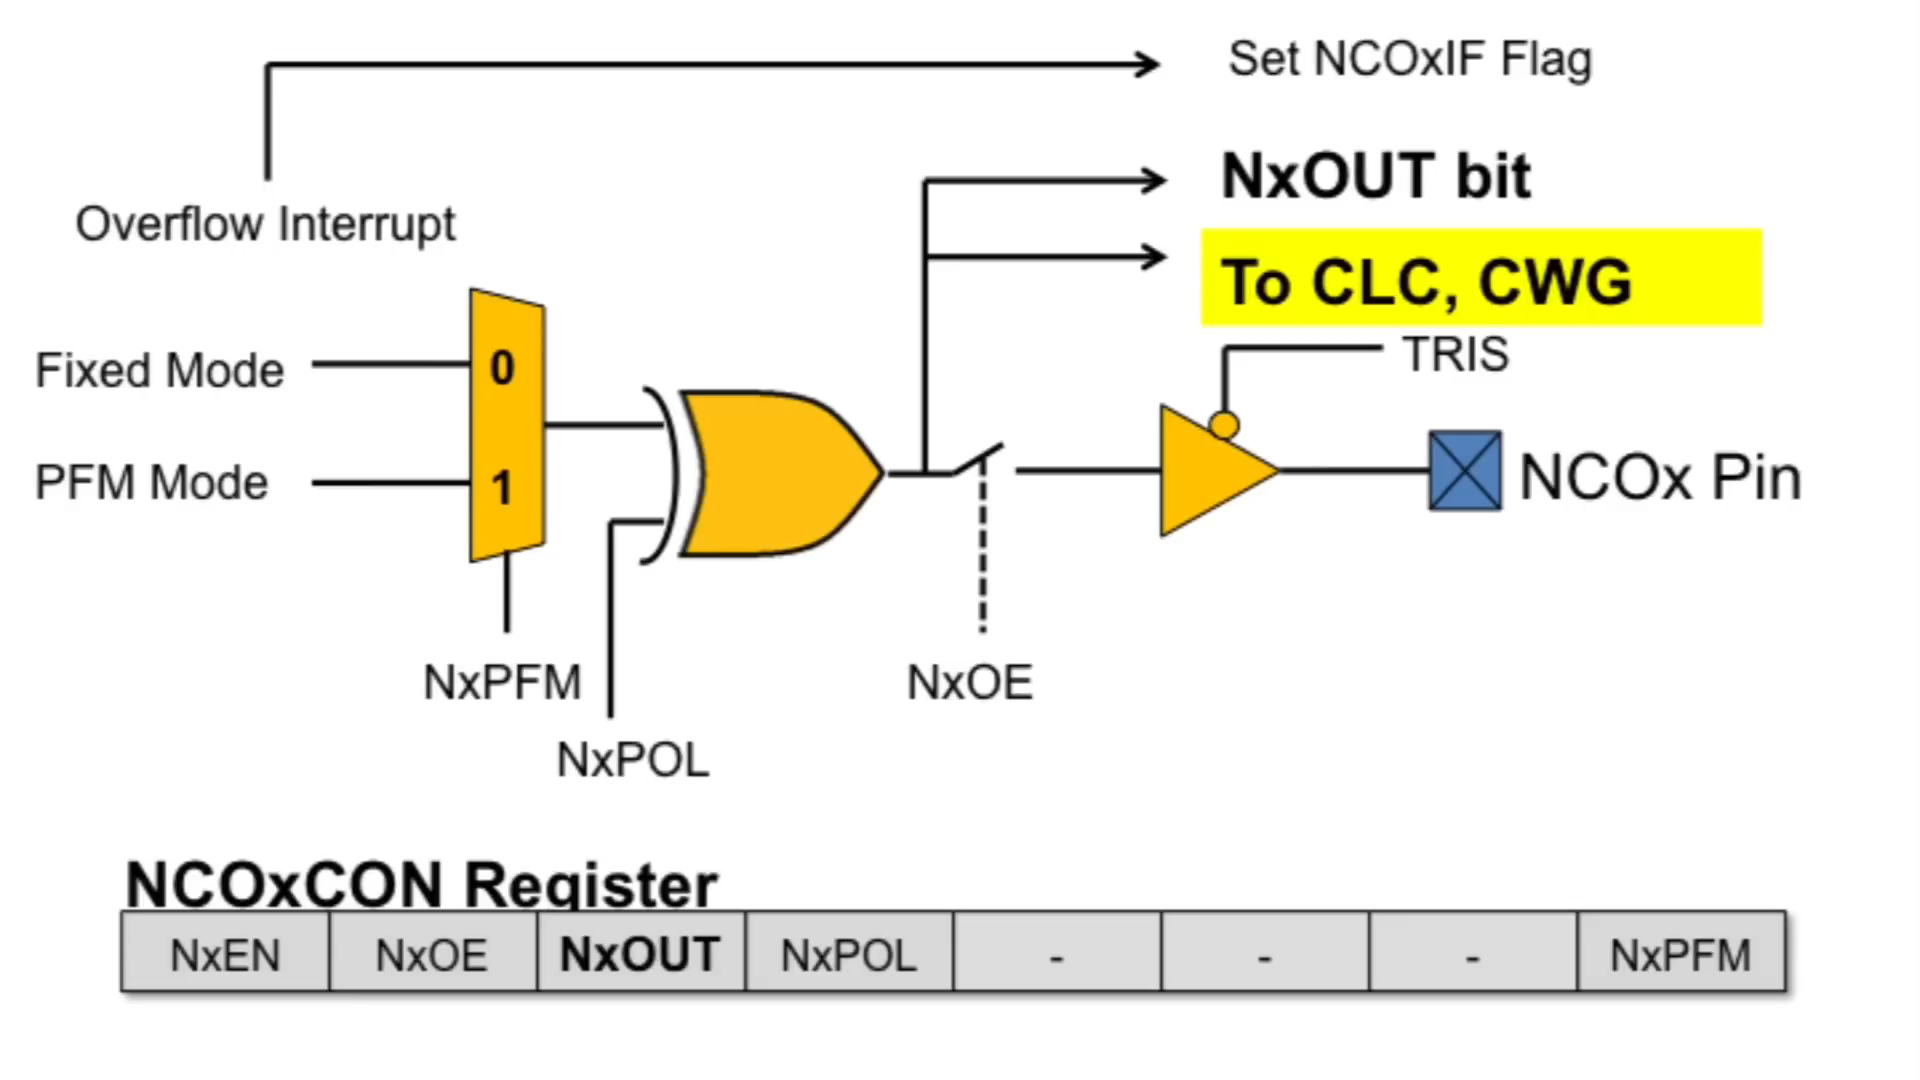 Set NCOxIF Flag
NxOUT bit
Overflow Interrupt
To CLC, CWG
TRIS
Fixed Mode
0
PFM Mode
1
NCOx Pin
NxPFM
NxOE
NxPOL
NCOxCON Register
NxEN NxOE NxOUT NxPOL - - - NxPFM